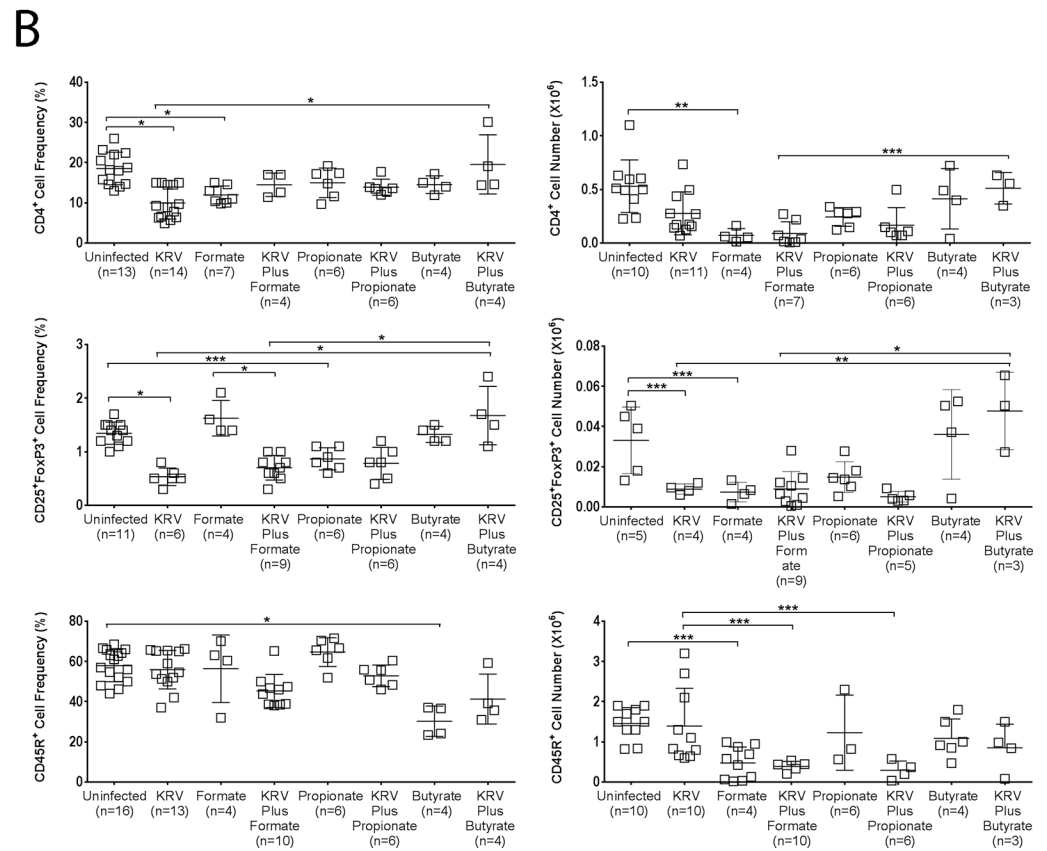 B
CD4+ Cell Frequency (%)
40
30
20
10
0
*
*
*
Uninfected
(n=13)
KRV
(n=14)
Formate
(n=7)
KRV
Plus
Formate
(n=4)
Propionate
(n=6)
KRV
Plus
Propionate
(n=6)
Butyrate
(n=4)
KRV
Plus
Butyrate
(n=4)
CD4+ Cell Number (X10⁶)
1.5
1.0
0.5
0.0
**
***
Uninfected
(n=10)
KRV
(n=11)
Formate
(n=4)
KRV
Plus
Formate
(n=7)
Propionate
(n=6)
KRV
Plus
Propionate
(n=6)
Butyrate
(n=4)
KRV
Plus
Butyrate
(n=3)
CD25+FoxP3+ Cell Frequency (%)
3
2
1
0
*
*
***
*
*
Uninfected
(n=11)
KRV
(n=6)
Formate
(n=4)
KRV
Plus
Formate
(n=9)
Propionate
(n=6)
KRV
Plus
Propionate
(n=6)
Butyrate
(n=4)
KRV
Plus
Butyrate
(n=4)
CD25+FoxP3+ Cell Number (X10⁶)
0.08
0.06
0.04
0.02
0.00
*
**
***
***
Uninfected
(n=5)
KRV
(n=4)
Formate
(n=4)
KRV
Plus
Form
ate
(n=9)
Propionate
(n=6)
KRV
Plus
Propionate
(n=5)
Butyrate
(n=4)
KRV
Plus
Butyrate
(n=3)
CD45R+ Cell Frequency (%)
80
60
40
20
0
*
Uninfected
(n=16)
KRV
(n=13)
Formate
(n=4)
KRV
Plus
Formate
(n=10)
Propionate
(n=6)
KRV
Plus
Propionate
(n=6)
Butyrate
(n=4)
KRV
Plus
Butyrate
(n=4)
CD45R+ Cell Number (X10⁶)
4
3
2
1
0
***
***
***
Uninfected
(n=10)
KRV
(n=10)
Formate
(n=4)
KRV
Plus
Formate
(n=10)
Propionate
(n=6)
KRV
Plus
Propionate
(n=6)
Butyrate
(n=4)
KRV
Plus
Butyrate
(n=3)